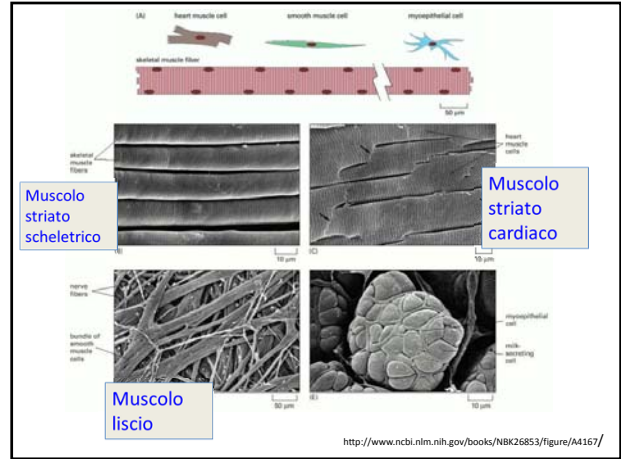 (A) heart muscle cell smooth muscle cell myoepithelial cell
skeletal muscle fiber
50 μm
skeletal
muscle
fibers
heart
muscle
cells
Muscolo
striato
scheletrico
Muscolo
striato
cardiaco
10 μm
(C)
10 μm
nerve
fibers
bundle of
smooth
muscle
cells
myoepithelial
cell
milk-
secreting
cell
Muscolo
liscio
50 μm
(E)
10 μm
http://www.ncbi.nlm.nih.gov/books/NBK26853/figure/A4167/